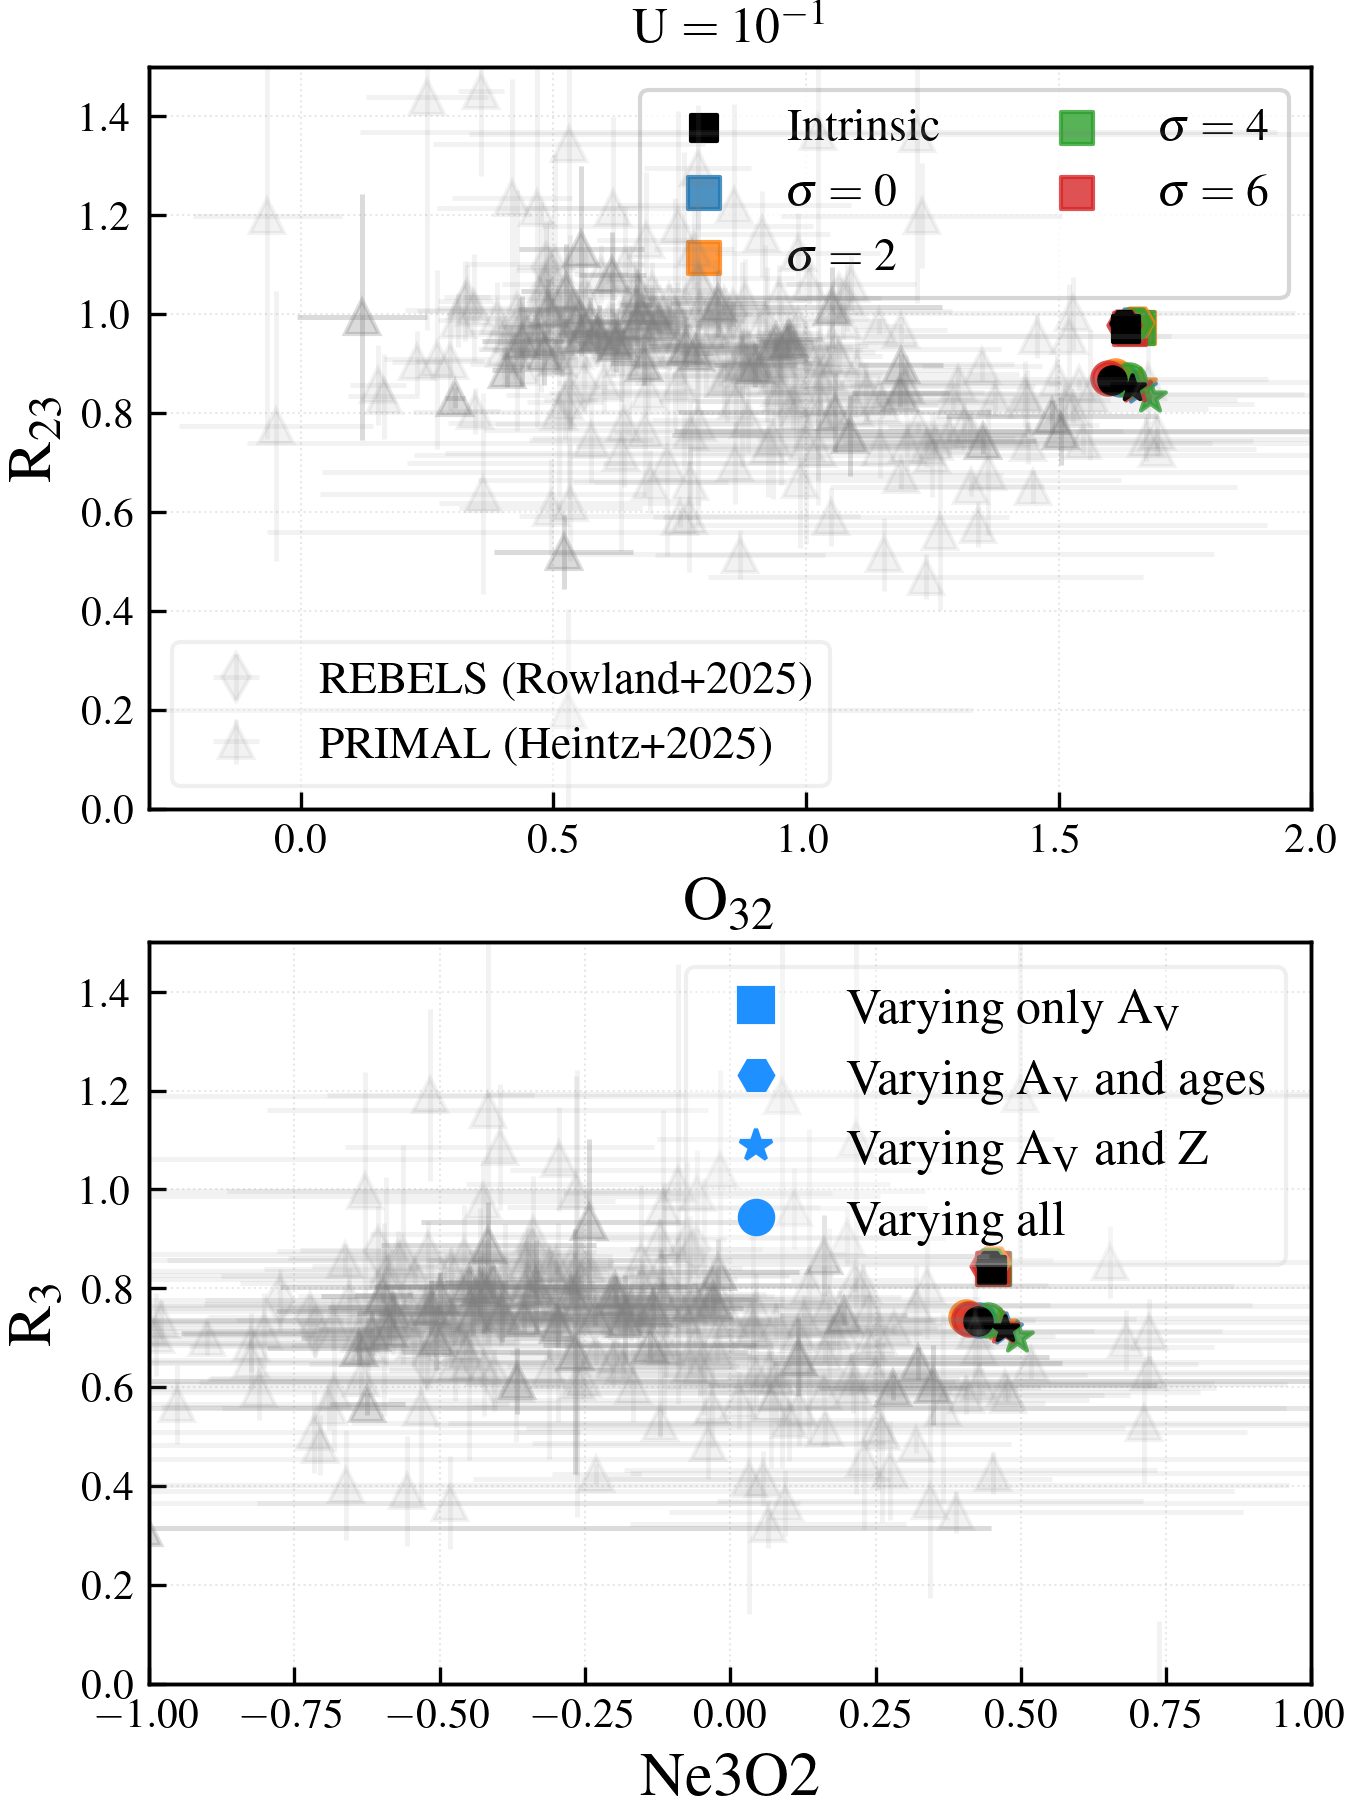 U = 10⁻¹
Intrinsic
σ = 0
σ = 2
σ = 4
σ = 6
R₂₃
1.4
1.2
1.0
0.8
0.6
0.4
0.2
0.0
REBELS (Rowland+2025)
PRIMAL (Heintz+2025)
0.0 0.5 1.0 1.5 2.0
O₃₂
Varying only A_V
Varying A_V and ages
Varying A_V and Z
Varying all
R₃
1.4
1.2
1.0
0.8
0.6
0.4
0.2
0.0
−1.00 −0.75 −0.50 −0.25 0.00 0.25 0.50 0.75 1.00
Ne3O2